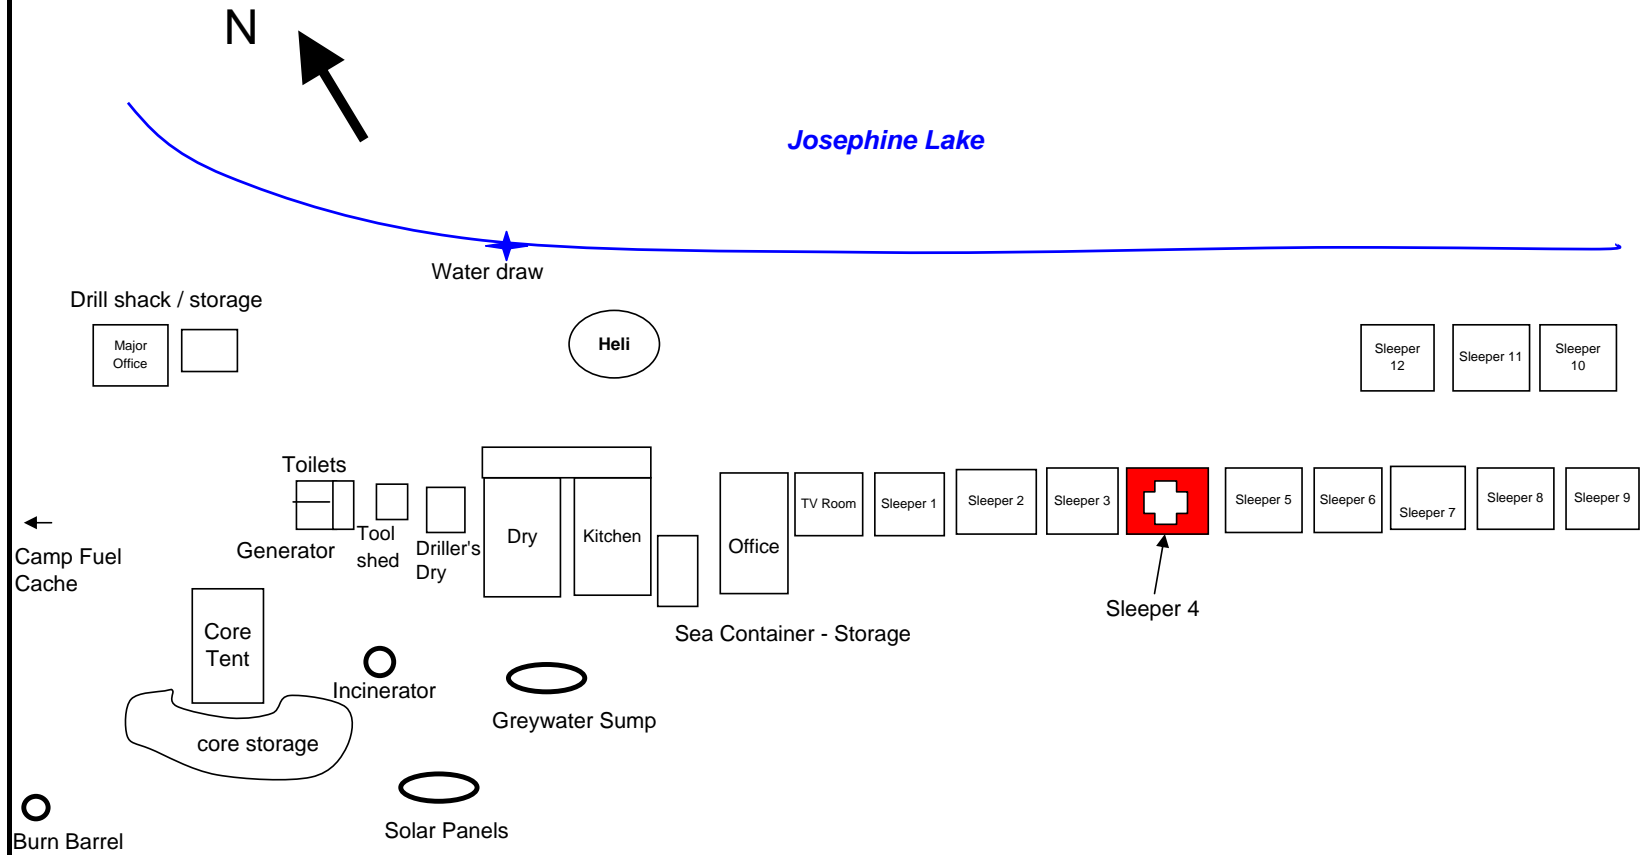 N
Josephine Lake
Water draw
Drill shack / storage
Major
Office
Heli
Sleeper
12
Sleeper 11
Sleeper
10
Toilets
Generator
Tool
shed
Driller's
Dry
Dry
Kitchen
Office
TV Room
Sleeper 1
Sleeper 2
Sleeper 3
Sleeper 5
Sleeper 6
Sleeper 7
Sleeper 8
Sleeper 9
Camp Fuel
Cache
Sleeper 4
Sea Container - Storage
Core
Tent
Incinerator
Greywater Sump
core storage
Solar Panels
Burn Barrel